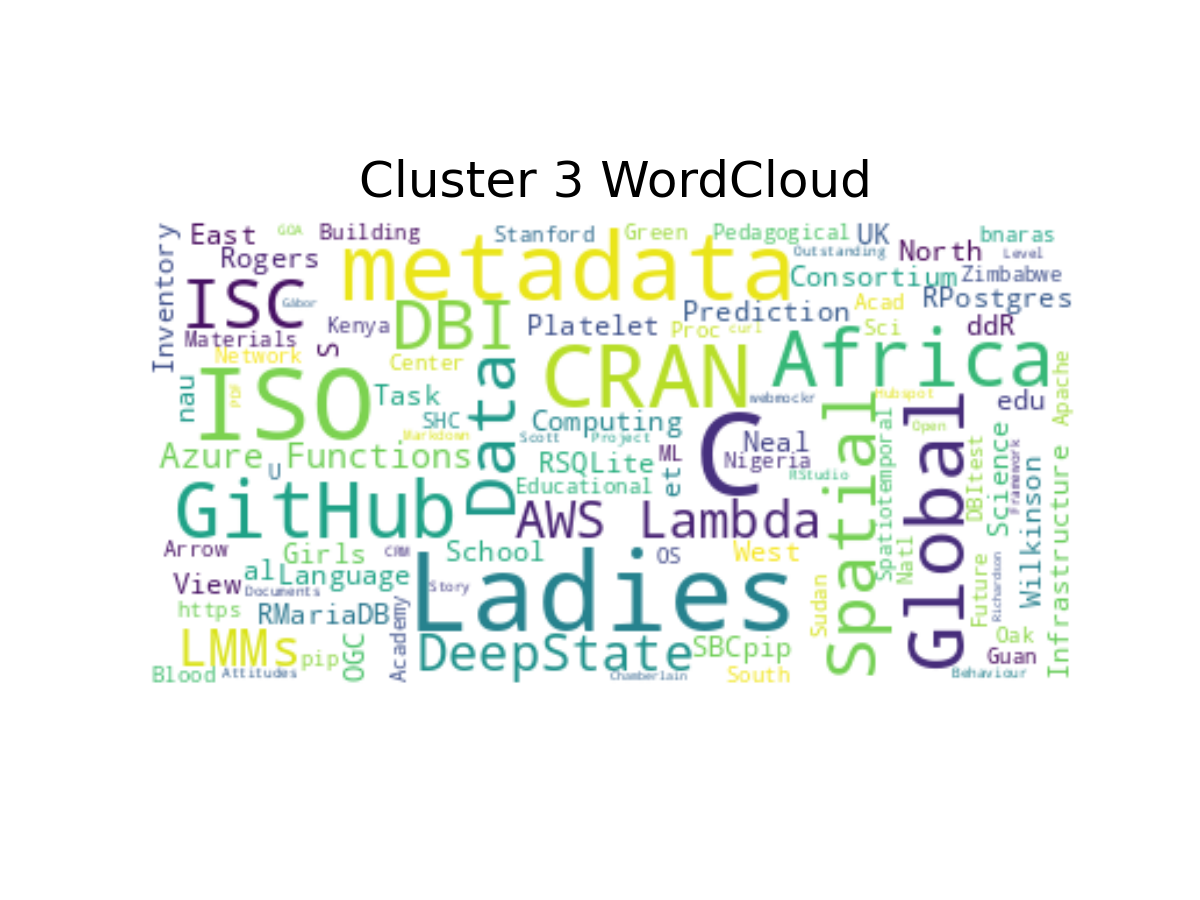 Cluster 3 WordCloud
Inventory
East
GOA
Building
Stanford
Green
Pedagogical
UK
bnaras
Rogers
metadata
Outstanding
North
Level
ISC
Gábor
Consortium
Zimbabwe
Materials
Kenya
DBI
Platelet
Prediction
Acad
RPostgres
Network
S
Center
Proc
curl
Sci
ddR
nau
PDF
ISO
Task
Data
CRAN
Africa
Apache
SHC
Computing
webmockr
Hubspot
edu
Markdown
Scott
Project
C
Neal
Spatial
Spatiotemporal
Open
Global
Azure Functions
U
RSQLite
ML
Nigeria
RStudio
DBItest
Science
Framework
Educational
et
Wilkinson
Infrastructure
GitHub
AWS Lambda
Arrow
Girls
CRM
School
OS
West
Natl
View
al
Language
Story
Ladies
Sudan
Future
Richardson
Documents
https
RMariaDB
Academy
LMMs
pip
OGC
DeepState
SBCpip
Oak
Guan
Blood
Attitudes
Chamberlain
South
Behaviour